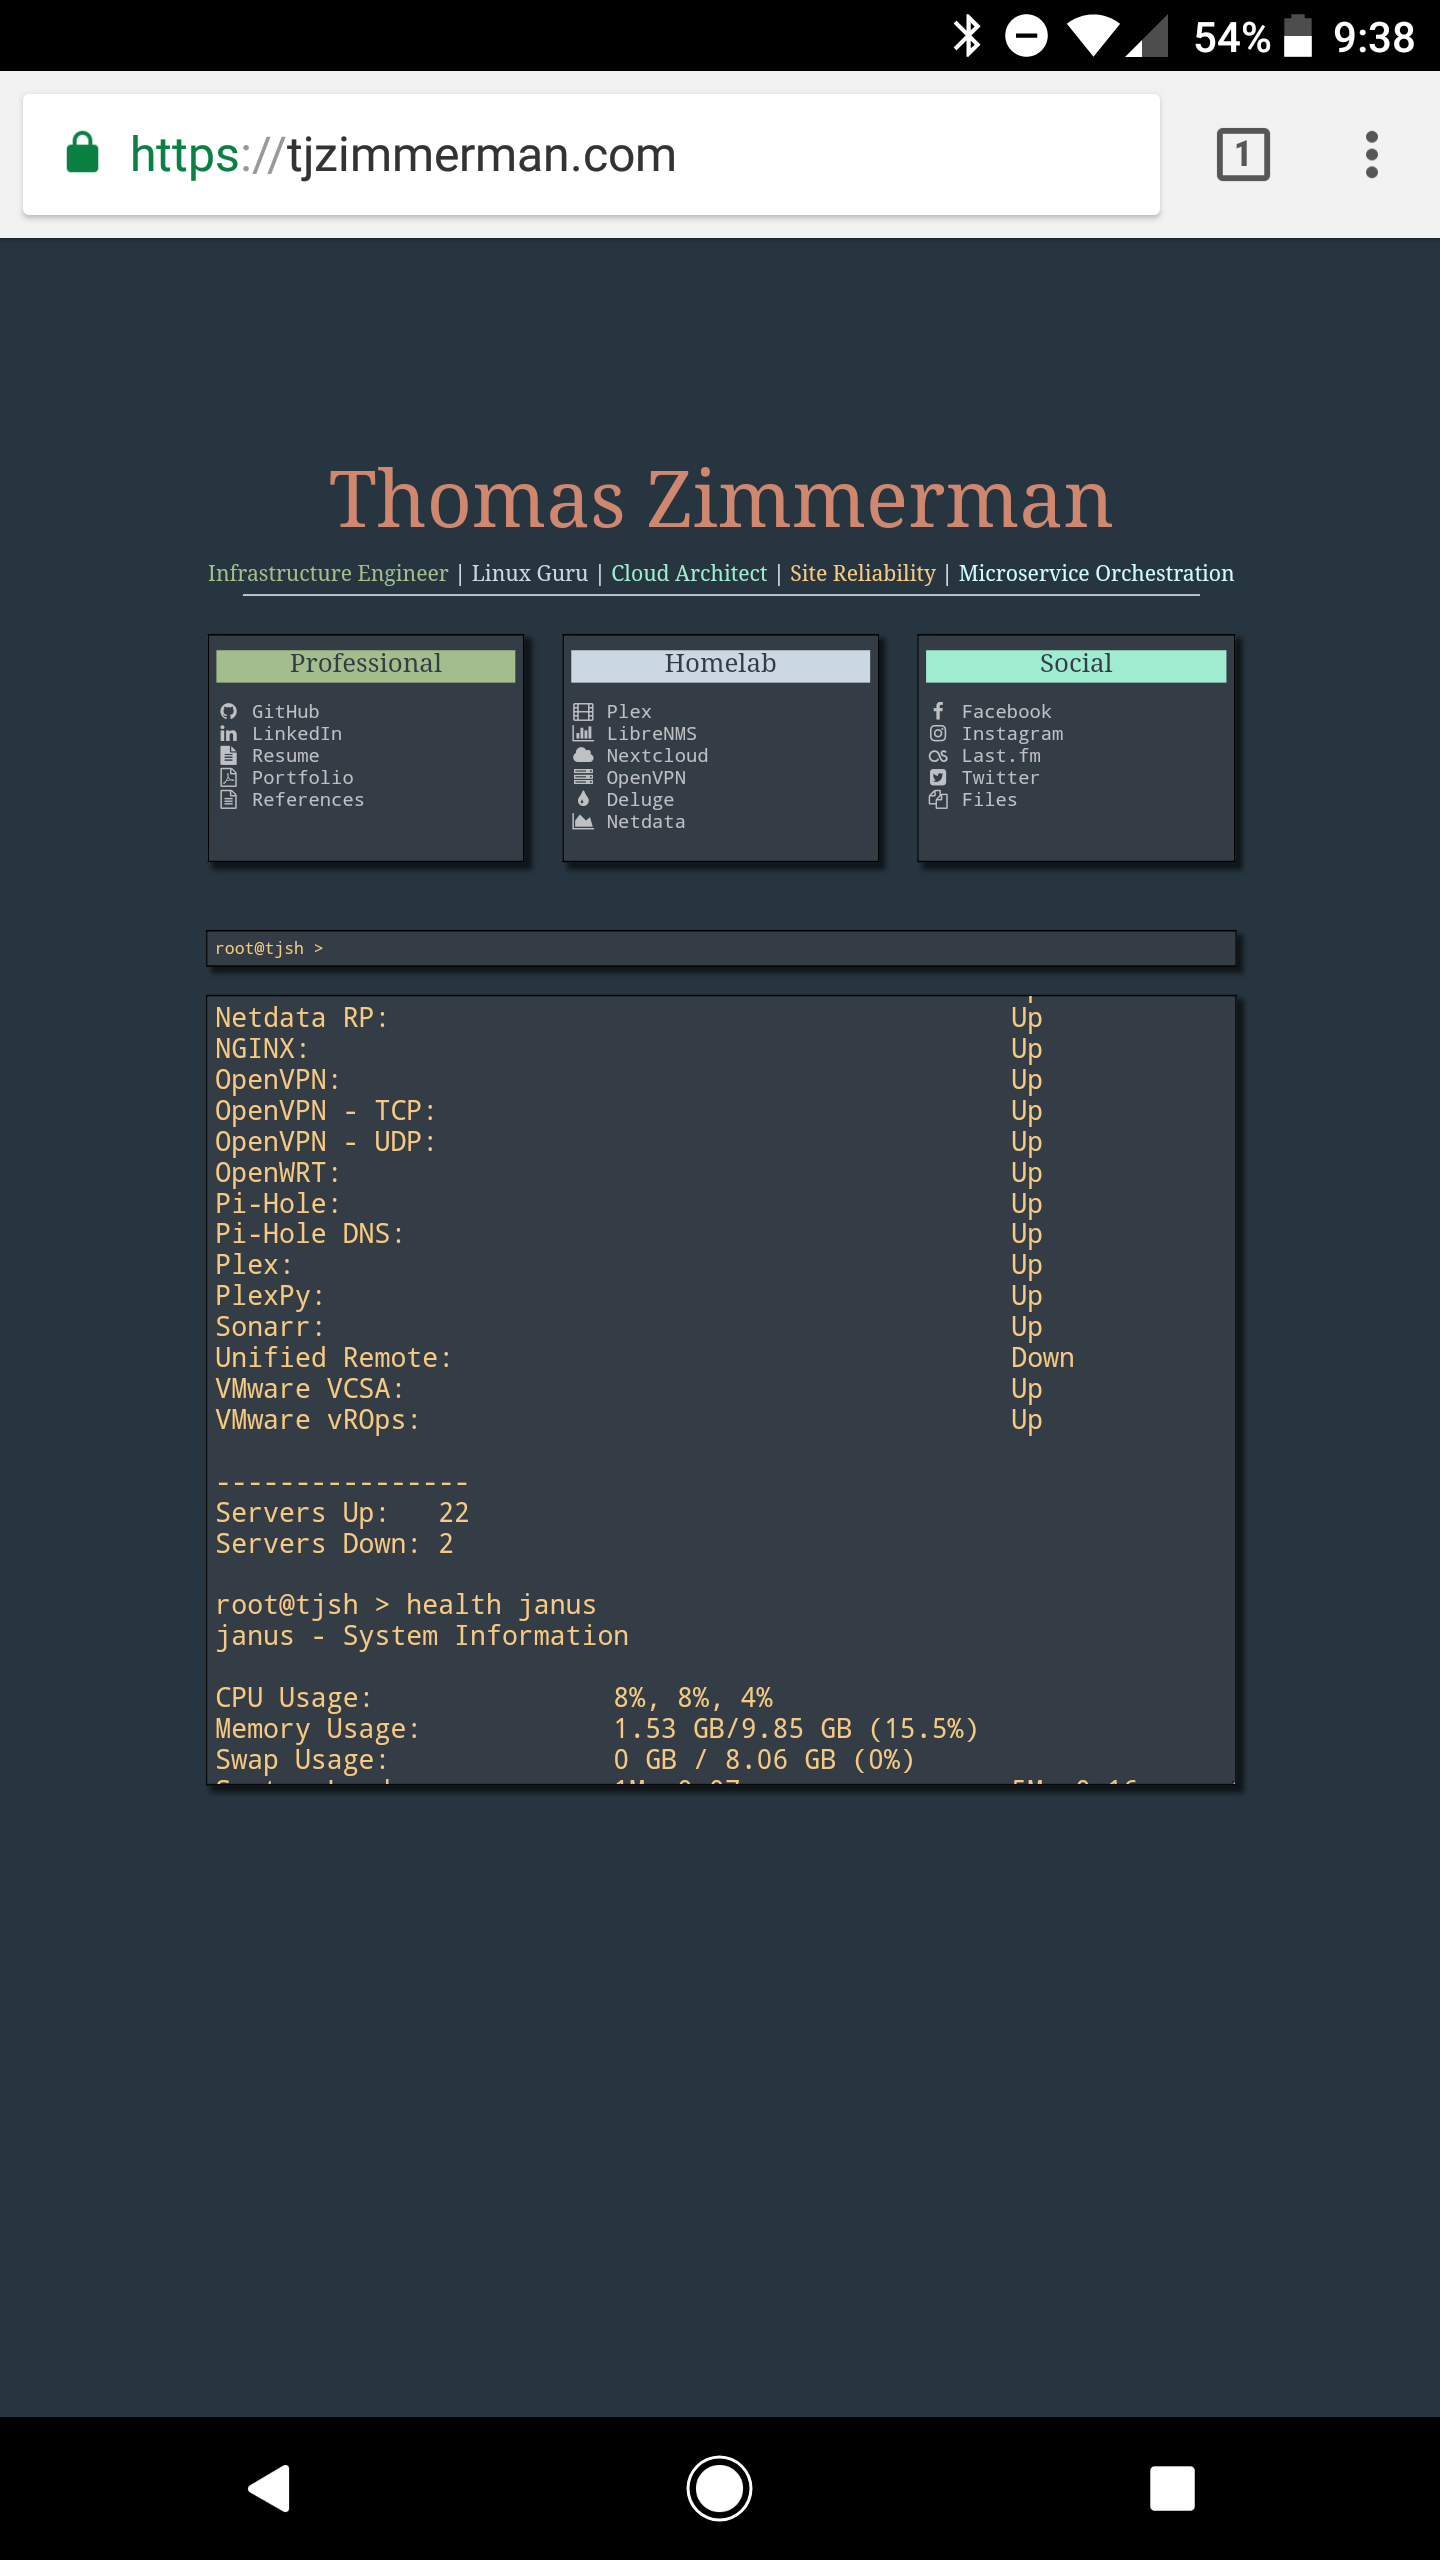 54% 9:38
https://tjzimmerman.com 1
Thomas Zimmerman
Infrastructure Engineer | Linux Guru | Cloud Architect | Site Reliability | Microservice Orchestration
Professional
GitHub
LinkedIn
Resume
Portfolio
References
Homelab
Plex
LibreNMS
Nextcloud
OpenVPN
Deluge
Netdata
Social
Facebook
Instagram
Last.fm
Twitter
Files
root@tjsh >
Netdata RP: Up
NGINX: Up
OpenVPN: Up
OpenVPN - TCP: Up
OpenVPN - UDP: Up
OpenWRT: Up
Pi-Hole: Up
Pi-Hole DNS: Up
Plex: Up
PlexPy: Up
Sonarr: Up
Unified Remote: Down
VMware VCSA: Up
VMware vROps: Up
----------------
Servers Up: 22
Servers Down: 2
root@tjsh > health janus
janus - System Information
CPU Usage: 8%, 8%, 4%
Memory Usage: 1.53 GB/9.85 GB (15.5%)
Swap Usage: 0 GB / 8.06 GB (0%)